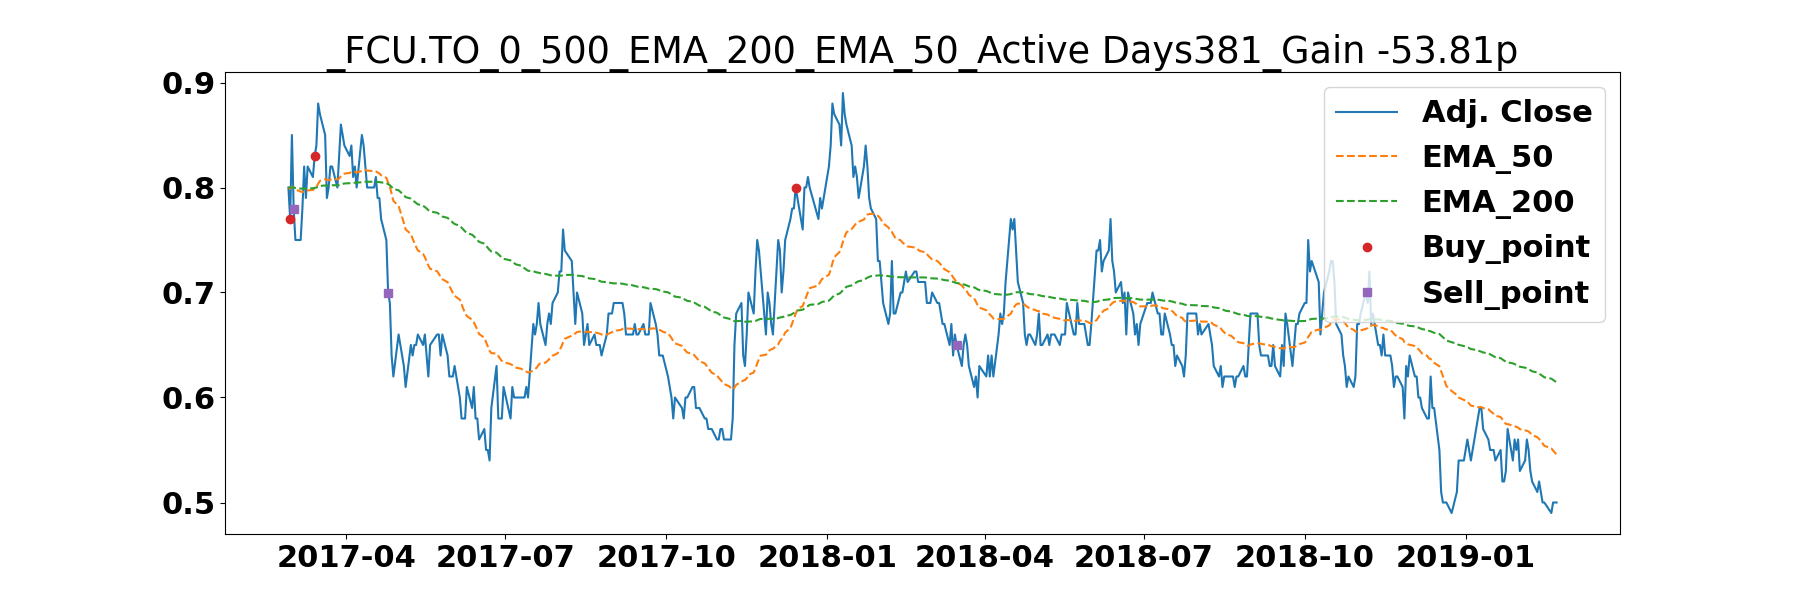 _FCU.TO_0_500_EMA_200_EMA_50_Active Days381_Gain -53.81p
0.9
0.8
0.7
0.6
0.5
Adj. Close
EMA_50
EMA_200
Buy_point
Sell_point
2017-04 2017-07 2017-10 2018-01 2018-04 2018-07 2018-10 2019-01